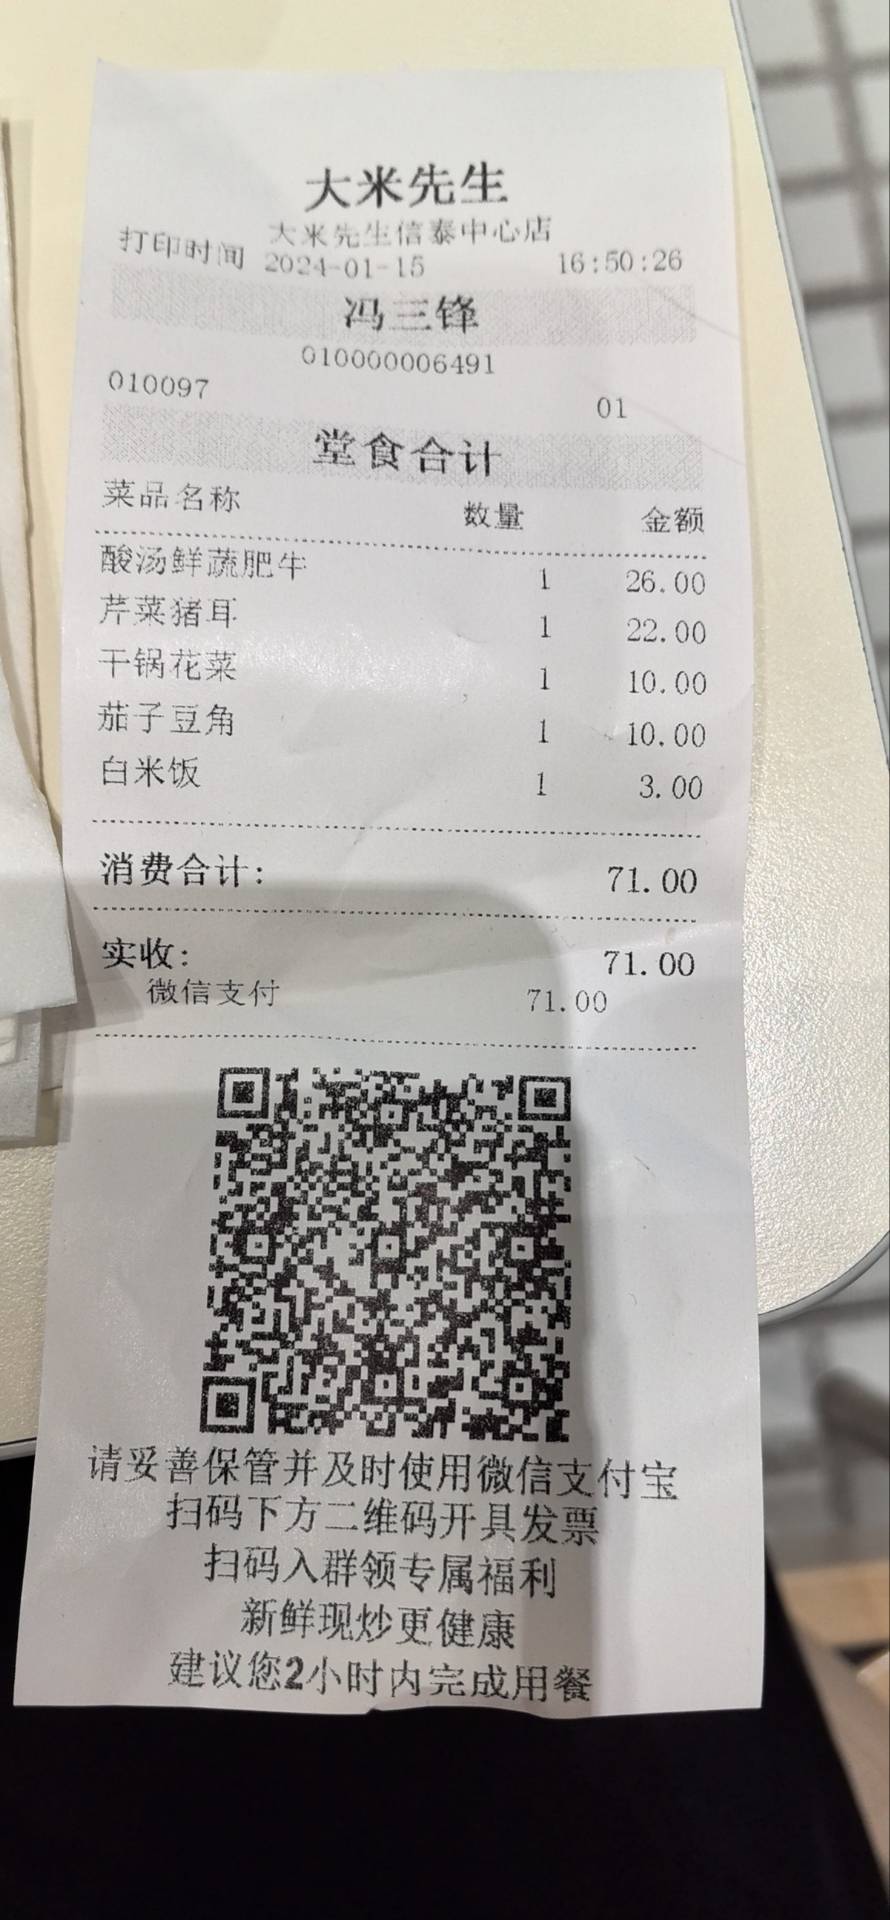 大米先生
大米先生信泰中心店
打印时间 2024-01-15 16:50:26
冯三锋
010000006491
010097 01
堂食合计
菜品名称 数量 金额
酸汤鲜蔬肥牛 1 26.00
芹菜猪耳 1 22.00
干锅花菜 1 10.00
茄子豆角 1 10.00
白米饭 1 3.00
消费合计: 71.00
实收: 71.00
微信支付 71.00
请妥善保管并及时使用微信支付宝
扫码下方二维码开具发票
扫码入群领专属福利
新鲜现炒更健康
建议您2小时内完成用餐